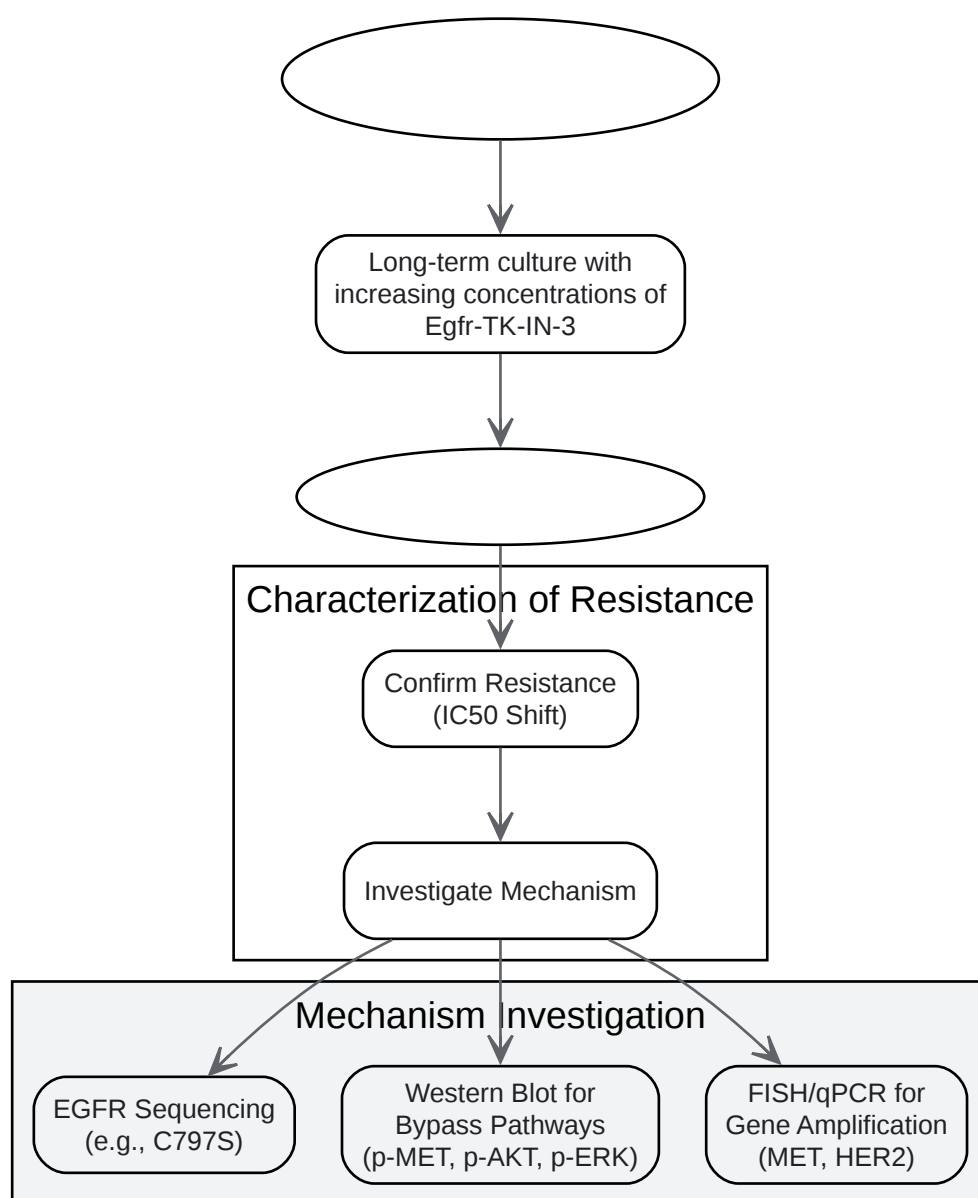 Long-term culture with
increasing concentrations of
Egfr-TK-IN-3
Characterization of Resistance
Confirm Resistance
(IC50 Shift)
Investigate Mechanism
Mechanism Investigation
EGFR Sequencing
(e.g., C797S)
Western Blot for
Bypass Pathways
(p-MET, p-AKT, p-ERK)
FISH/qPCR for
Gene Amplification
(MET, HER2)